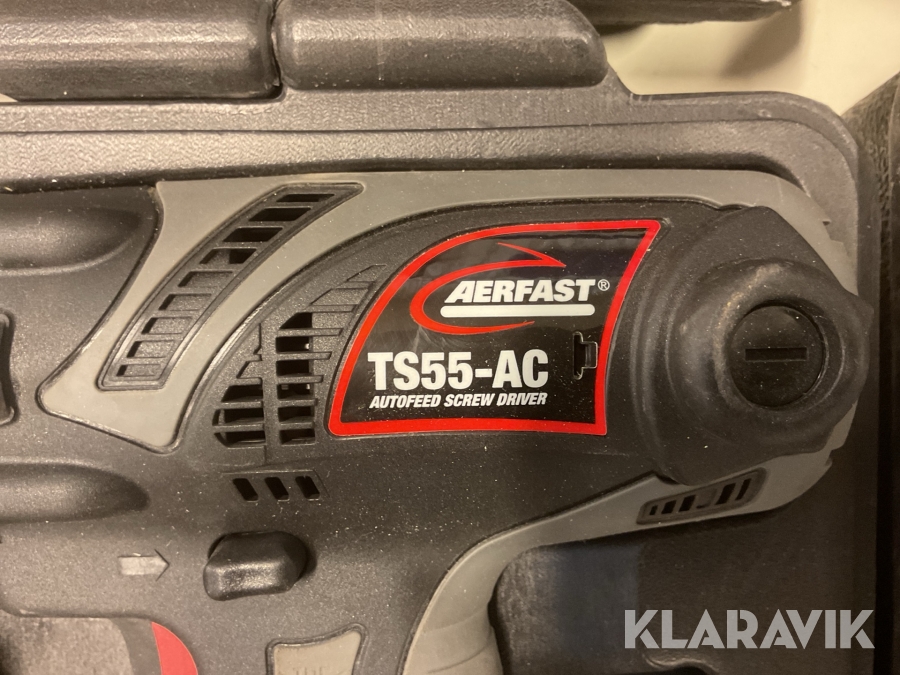 AERFAST®
TS55-AC
AUTOFEED SCREW DRIVER
KLARAVIK